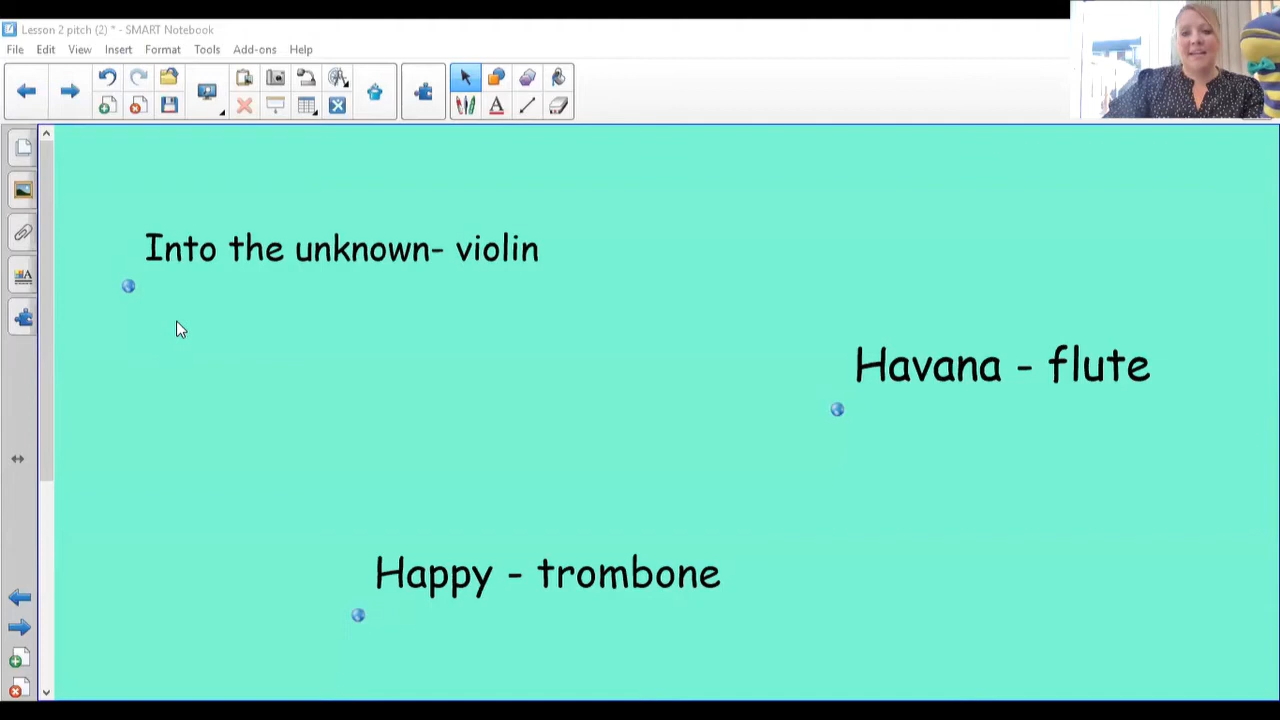 Lesson 2 pitch (2) * - SMART Notebook
File Edit View Insert Format Tools Add-ons Help
Into the unknown- violin
Havana - flute
Happy - trombone